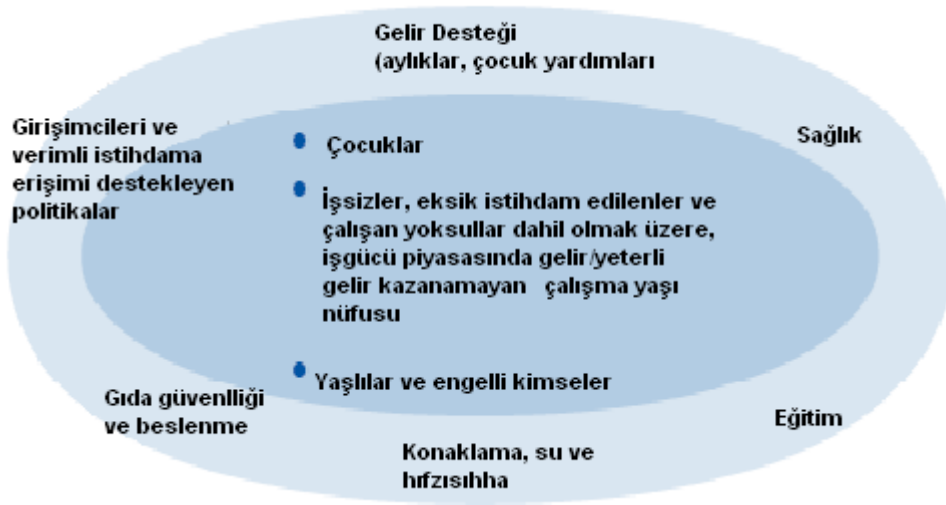 Gelir Desteği
(aylıklar, çocuk yardımları
Girişimcileri ve
verimli istihdama
erişimi destekleyen
politikalar
Sağlık
Çocuklar
İşsizler, eksik istihdam edilenler ve
çalışan yoksullar dahil olmak üzere,
işgücü piyasasında gelir/yeterli
gelir kazanamayan çalışma yaşı
nüfusu
Yaşlılar ve engelli kimseler
Gıda güvenlliği
ve beslenme
Eğitim
Konaklama, su ve
hıfzısıhha